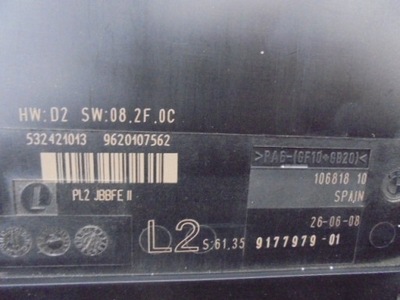 HW:D2 SW:08.2F.0C
532421013 9620107562
>PA6-(GF10+GB20)<
106818 10
SPAIN
PL2 JBBFE II
26-06-08
L2 S:61.35 9177979-01